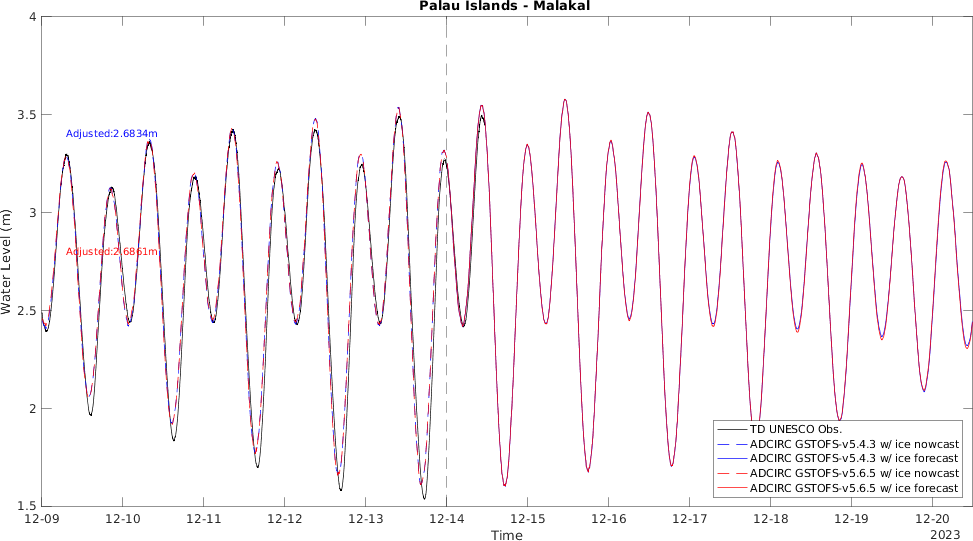 Palau Islands - Malakal
4
3.5
3
2.5
2
1.5
Water Level (m)
Adjusted:2.6834m
Adjusted:2.6861m
TD UNESCO Obs.
ADCIRC GSTOFS-v5.4.3 w/ ice nowcast
ADCIRC GSTOFS-v5.4.3 w/ ice forecast
ADCIRC GSTOFS-v5.6.5 w/ ice nowcast
ADCIRC GSTOFS-v5.6.5 w/ ice forecast
12-09 12-10 12-11 12-12 12-13 12-14 12-15 12-16 12-17 12-18 12-19 12-20
2023
Time